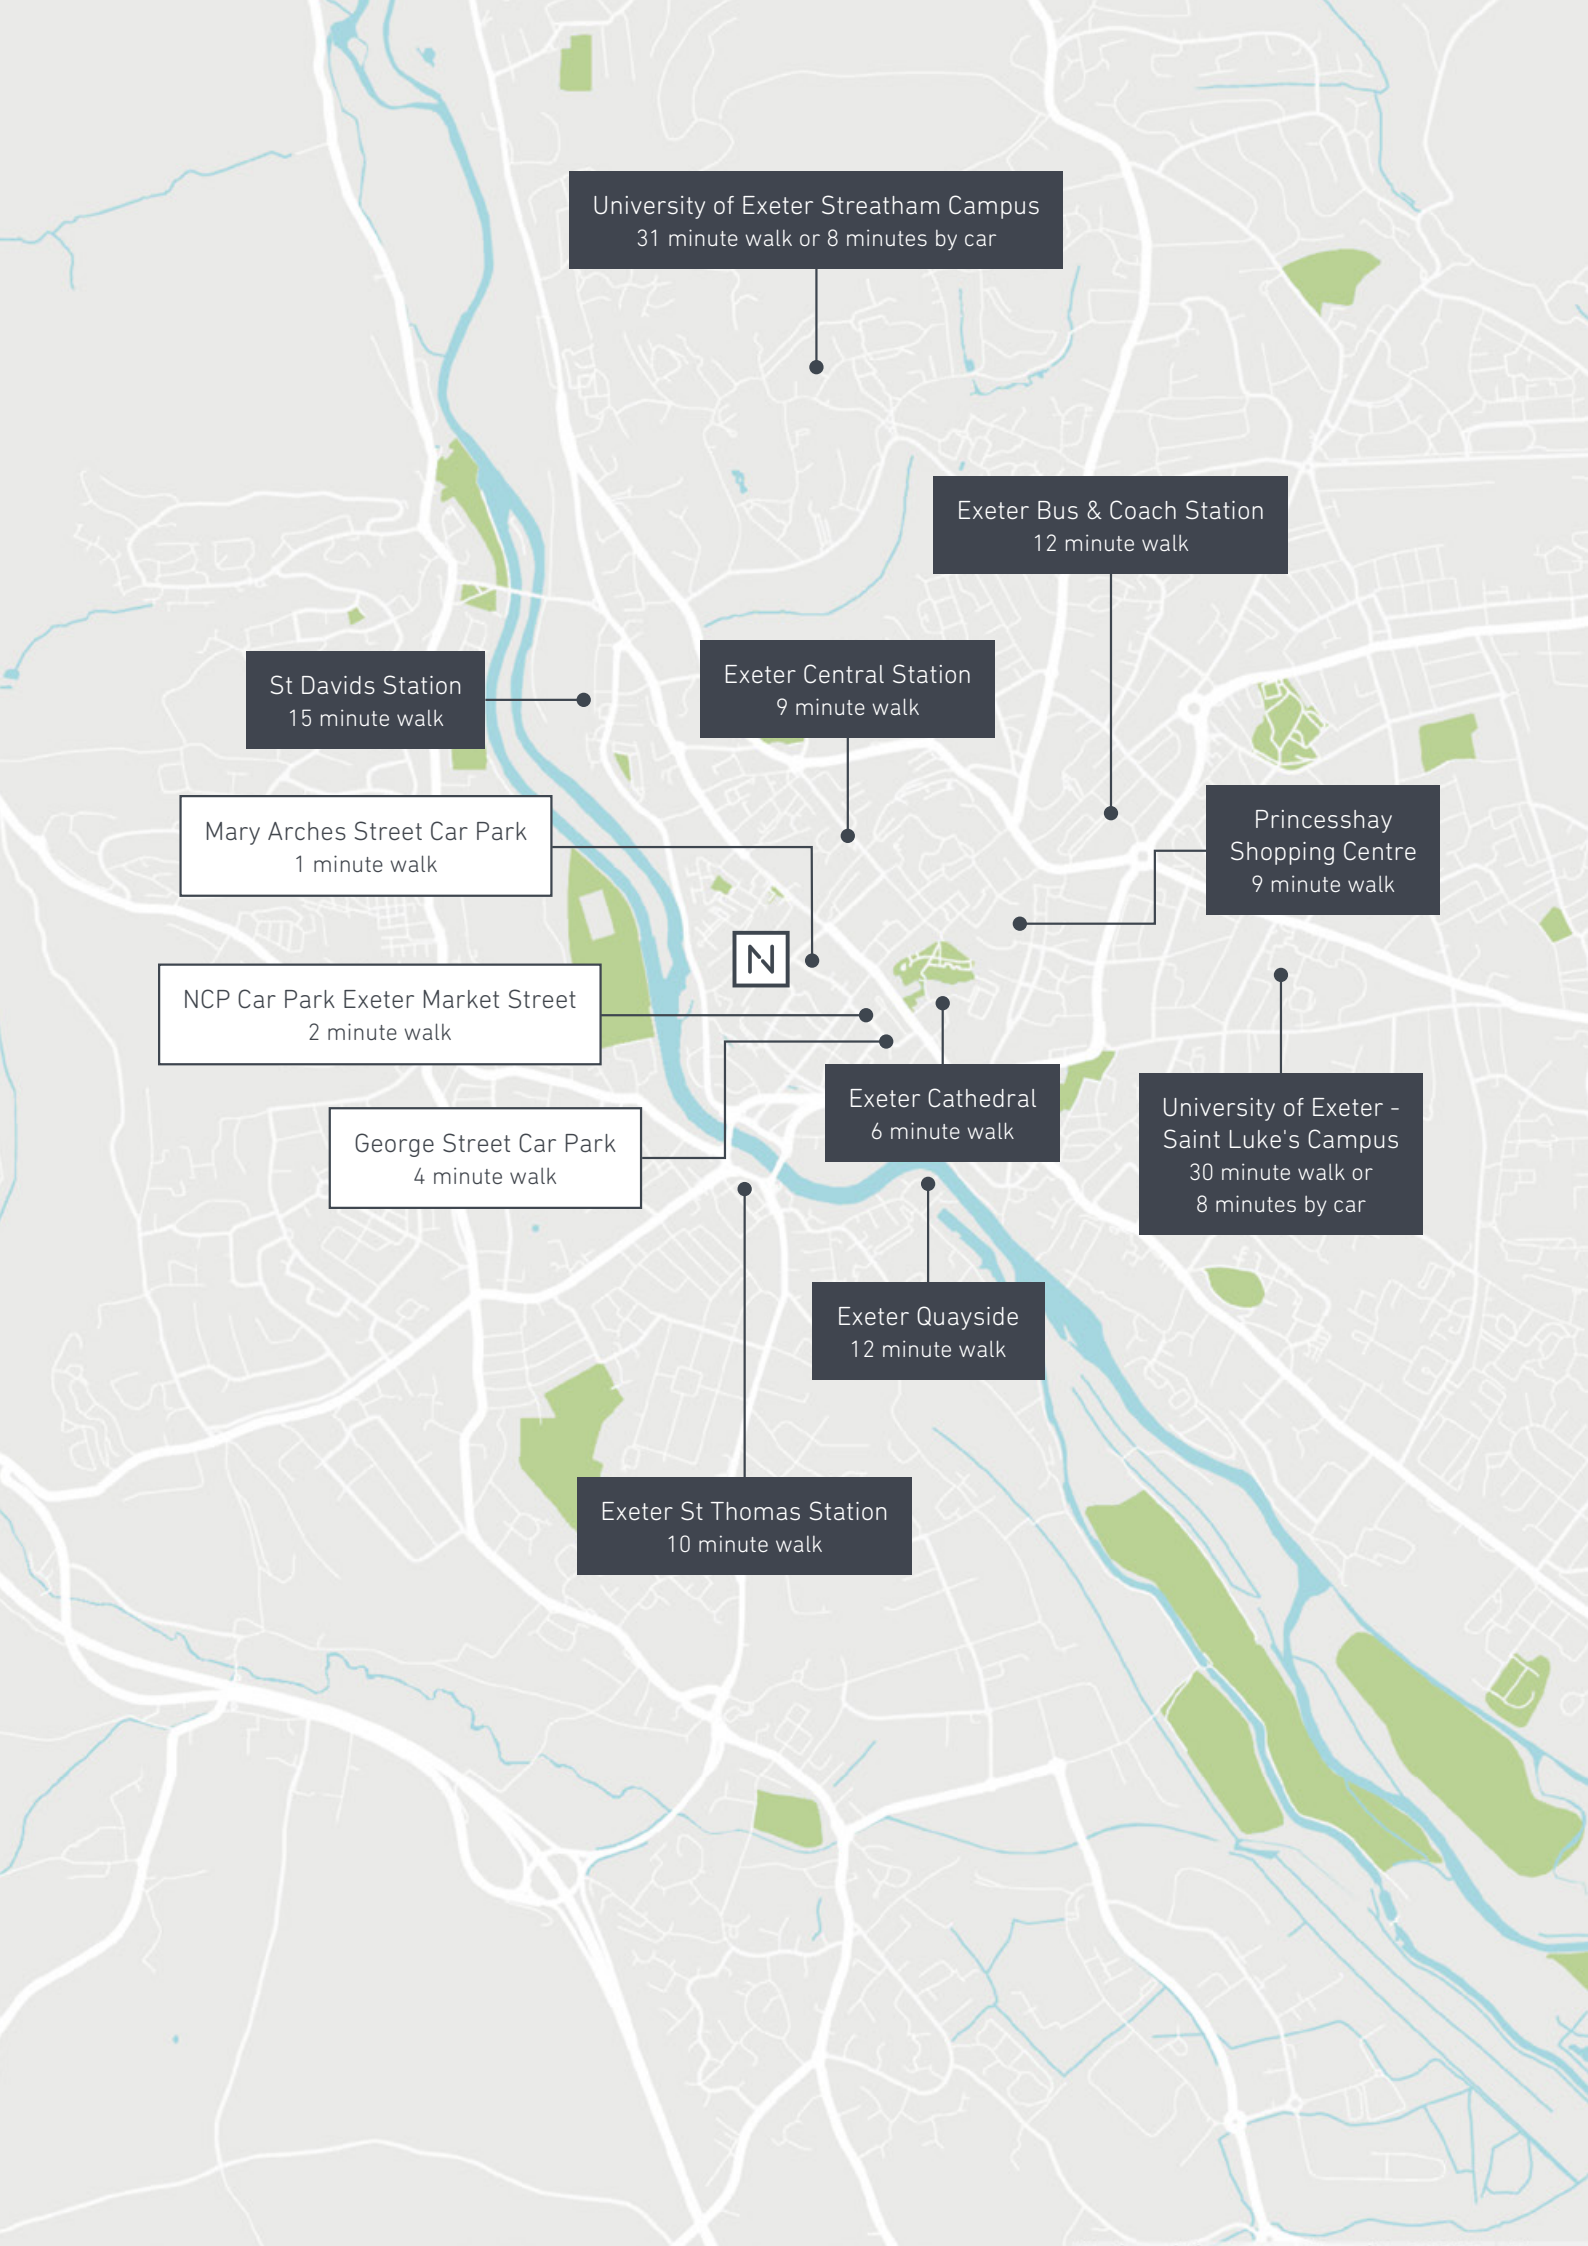 University of Exeter Streatham Campus
31 minute walk or 8 minutes by car
Exeter Bus & Coach Station
12 minute walk
Exeter Central Station
9 minute walk
St Davids Station
15 minute walk
Princesshay
Shopping Centre
9 minute walk
Mary Arches Street Car Park
1 minute walk
N
NCP Car Park Exeter Market Street
2 minute walk
Exeter Cathedral
6 minute walk
University of Exeter -
Saint Luke's Campus
30 minute walk or
8 minutes by car
George Street Car Park
4 minute walk
Exeter Quayside
12 minute walk
Exeter St Thomas Station
10 minute walk